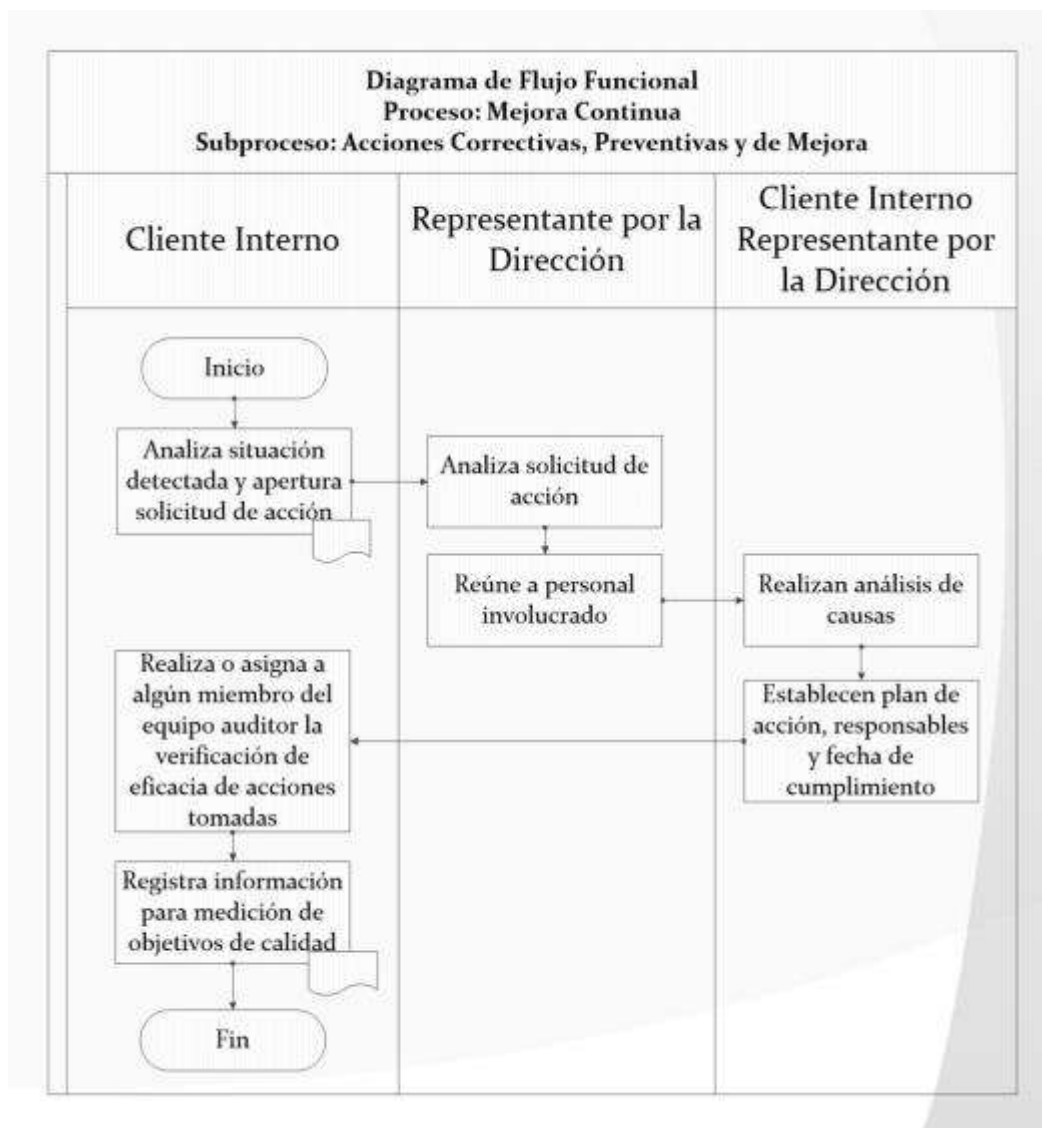 Diagrama de Flujo Funcional
Proceso: Mejora Continua
Subproceso: Acciones Correctivas, Preventivas y de Mejora
Cliente Interno
Representante por la
Dirección
Cliente Interno
Representante por
la Dirección
Inicio
Analiza situación
detectada y apertura
solicitud de acción
Analiza solicitud de
acción
Reúne a personal
involucrado
Realizan análisis de
causas
Establecen plan de
acción, responsables
y fecha de
cumplimiento
Realiza o asigna a
algún miembro del
equipo auditor la
verificación de
eficacia de acciones
tomadas
Registra información
para medición de
objetivos de calidad
Fin